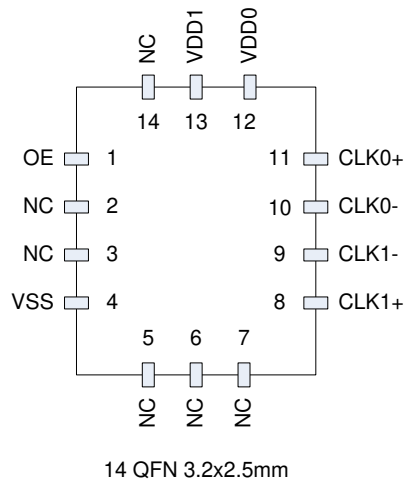 NC VDD1 VDD0
14 13 12
OE 1 11 CLK0+
NC 2 10 CLK0-
NC 3 9 CLK1-
VSS 4 8 CLK1+
5 6 7
NC NC NC
14 QFN 3.2x2.5mm